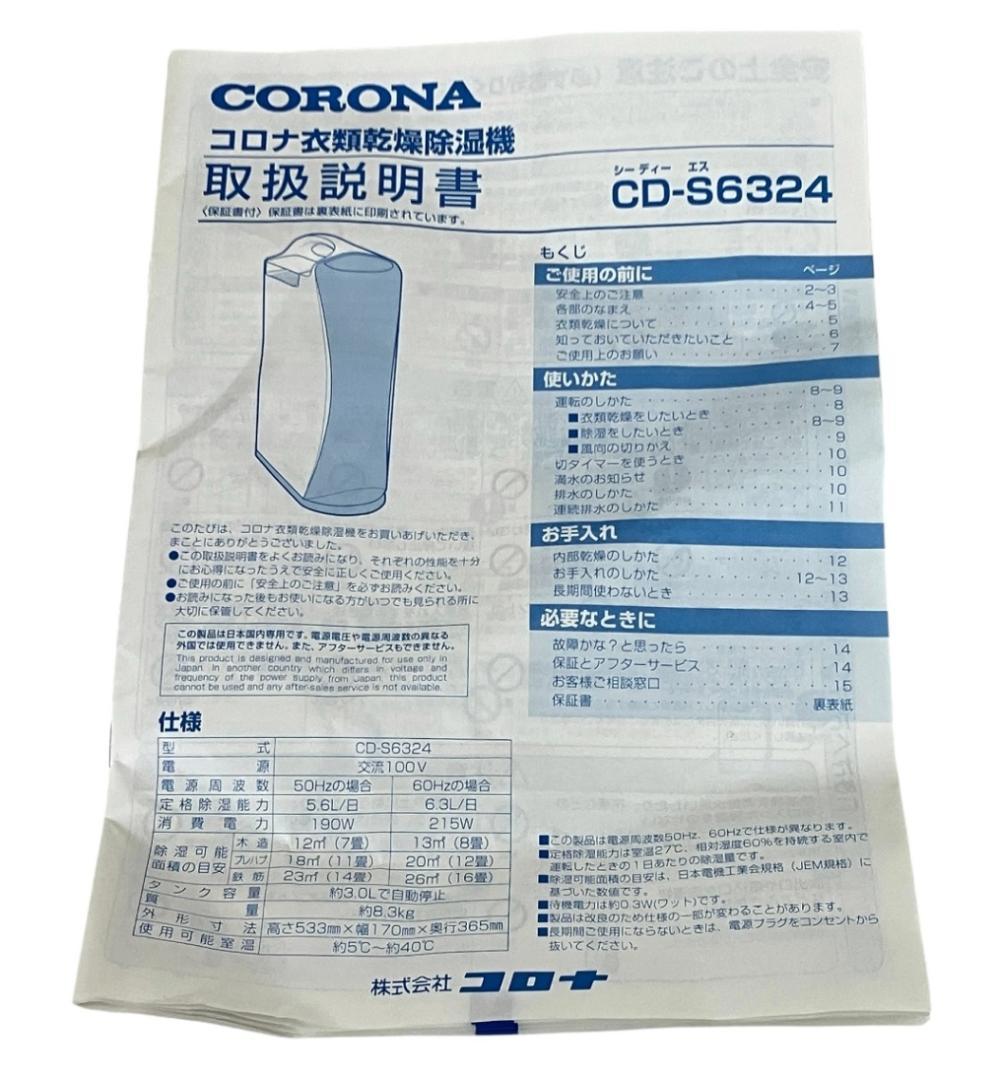 CORONA
コロナ衣類乾燥除湿機
取扱説明書
〈保証書付〉保証書は裏表紙に印刷されています。
シーディー エス
CD-S6324
もくじ
ご使用の前に ページ
安全上のご注意 2〜3
各部のなまえ 4〜5
衣類乾燥について 5
知っておいていただきたいこと 6
ご使用上のお願い 7
使いかた
運転のしかた 8〜9
■衣類乾燥をしたいとき 8
■除湿をしたいとき 8〜9
■風向の切りかえ 9
切タイマーを使うとき 10
満水のお知らせ 10
排水のしかた 10
連続排水のしかた 11
お手入れ
内部乾燥のしかた 12
お手入れのしかた 12〜13
長期間使わないとき 13
必要なときに
故障かな?と思ったら 14
保証とアフターサービス 14
お客様ご相談窓口 15
保証書 裏表紙
このたびは、コロナ衣類乾燥除湿機をお買いあげいただき、
まことにありがとうございました。
●この取扱説明書をよくお読みになり、それぞれの性能を十分
にお心得になったうえで安全に正しくご使用ください。
●ご使用の前に「安全上のご注意」を必ずお読みください。
●お読みになった後もお使いになる方がいつでも見られる所に
大切に保管してください。
この製品は日本国内専用です。電源電圧や電源周波数の異なる
外国では使用できません。また、アフターサービスもできません。
This product is designed and manufactured for use only in
Japan. In another country which differs in voltage and
frequency of the power supply from Japan, this product
cannot be used and any after-sales service is not available.
仕様
型式 CD-S6324
電源 交流100V
電源周波数 50Hzの場合 60Hzの場合
定格除湿能力 5.6L/日 6.3L/日
消費電力 190W 215W
除湿可能面積の目安 木造 12㎡(7畳) 13㎡(8畳)
プレハブ 18㎡(11畳) 20㎡(12畳)
鉄筋 23㎡(14畳) 26㎡(16畳)
タンク容量 約3.0Lで自動停止
質量 約8.3kg
外形寸法 高さ533㎜×幅170㎜×奥行365㎜
使用可能室温 約5℃〜約40℃
■この製品は電源周波数50Hz、60Hzで仕様が異なります。
■定格除湿能力は室温27℃、相対湿度60%を持続する室内で
運転したときの1日あたりの除湿量です。
■除湿可能面積の目安は、日本電機工業会規格(JEM規格)に
基づいた数値です。
■待機電力は約0.3W(ワット)です。
■製品は改良のため仕様の一部が変わることがあります。
■長期間ご使用にならないときは、電源プラグをコンセントから
抜いてください。
株式会社 コロナ